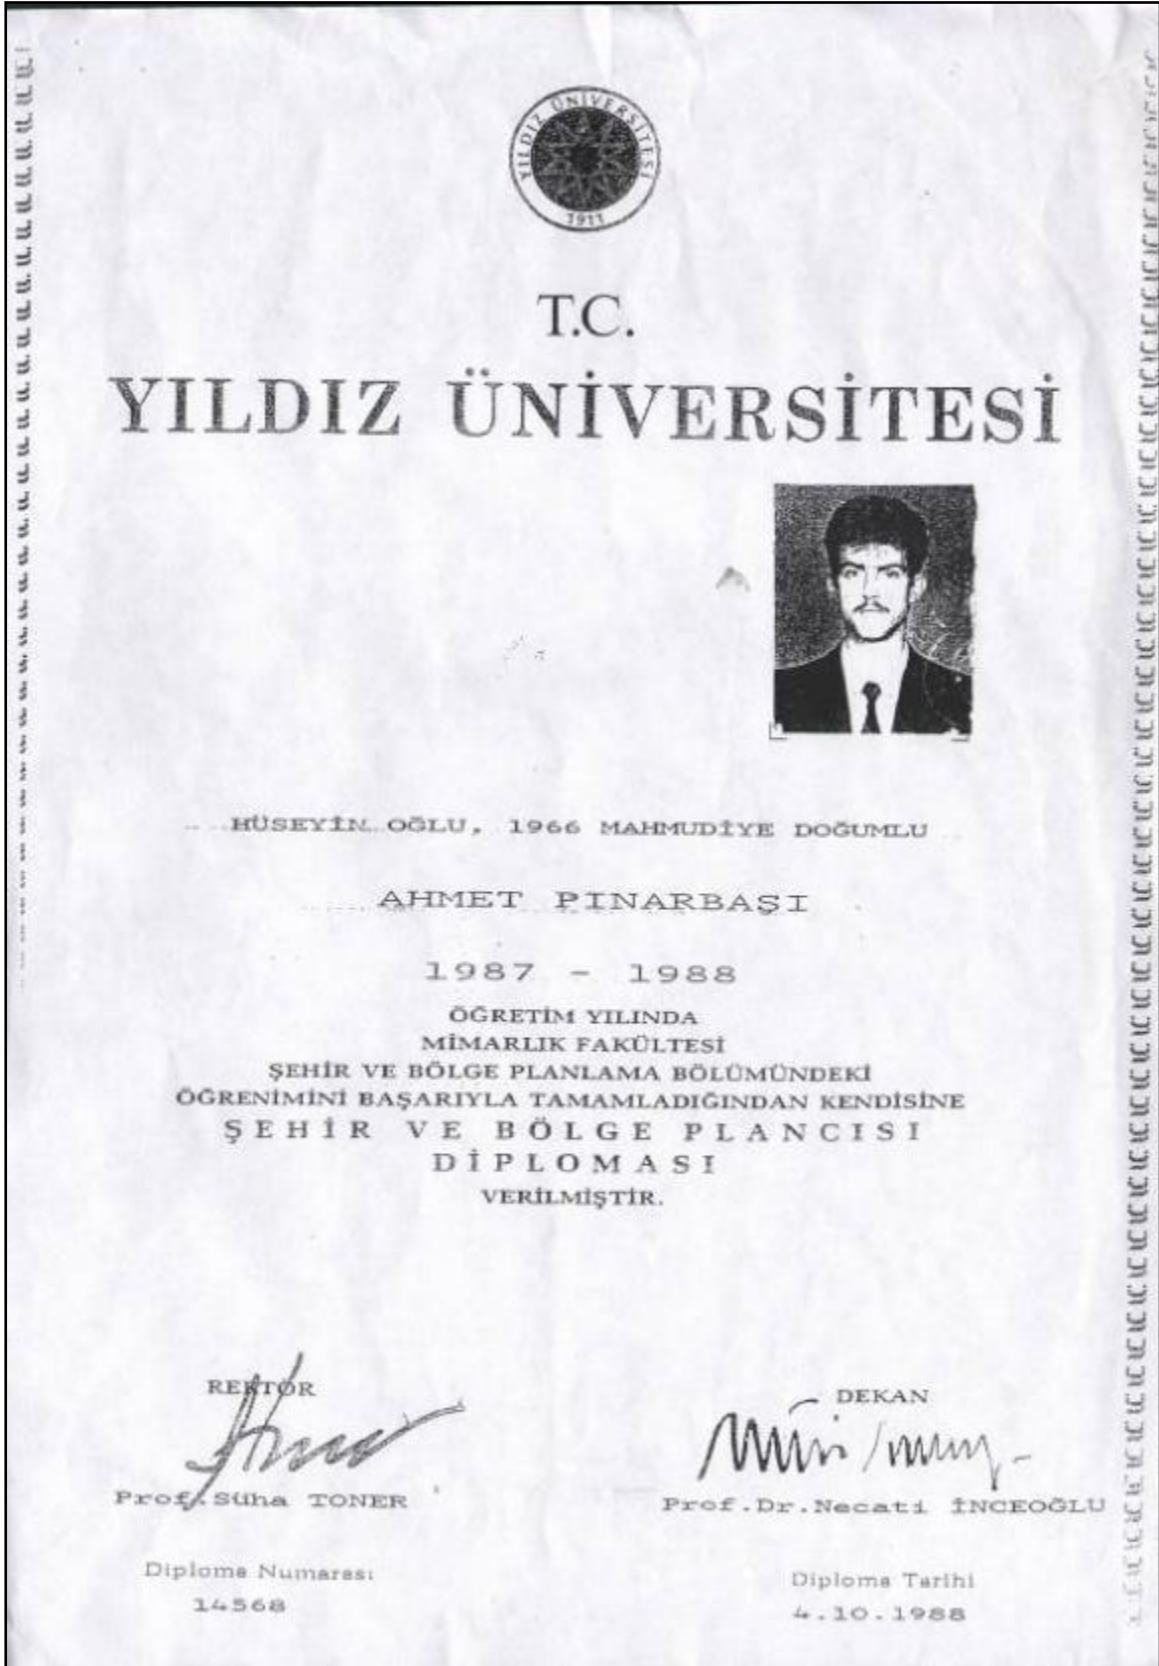 YILDIZ ÜNİVERSİTESİ
1911
T.C.
YILDIZ ÜNİVERSİTESİ
HÜSEYİN OĞLU, 1966 MAHMUDİYE DOĞUMLU
AHMET PINARBAŞI
1987 - 1988
ÖĞRETİM YILINDA
MİMARLIK FAKÜLTESİ
ŞEHİR VE BÖLGE PLANLAMA BÖLÜMÜNDEKİ
ÖĞRENİMİNİ BAŞARIYLA TAMAMLADIĞINDAN KENDİSİNE
ŞEHİR VE BÖLGE PLANCISI
DİPLOMASI
VERİLMİŞTİR.
REKTÖR
Prof.Süha TONER
DEKAN
Prof.Dr.Necati İNCEOĞLU
Diploma Numarası
14568
Diploma Tarihi
4.10.1988